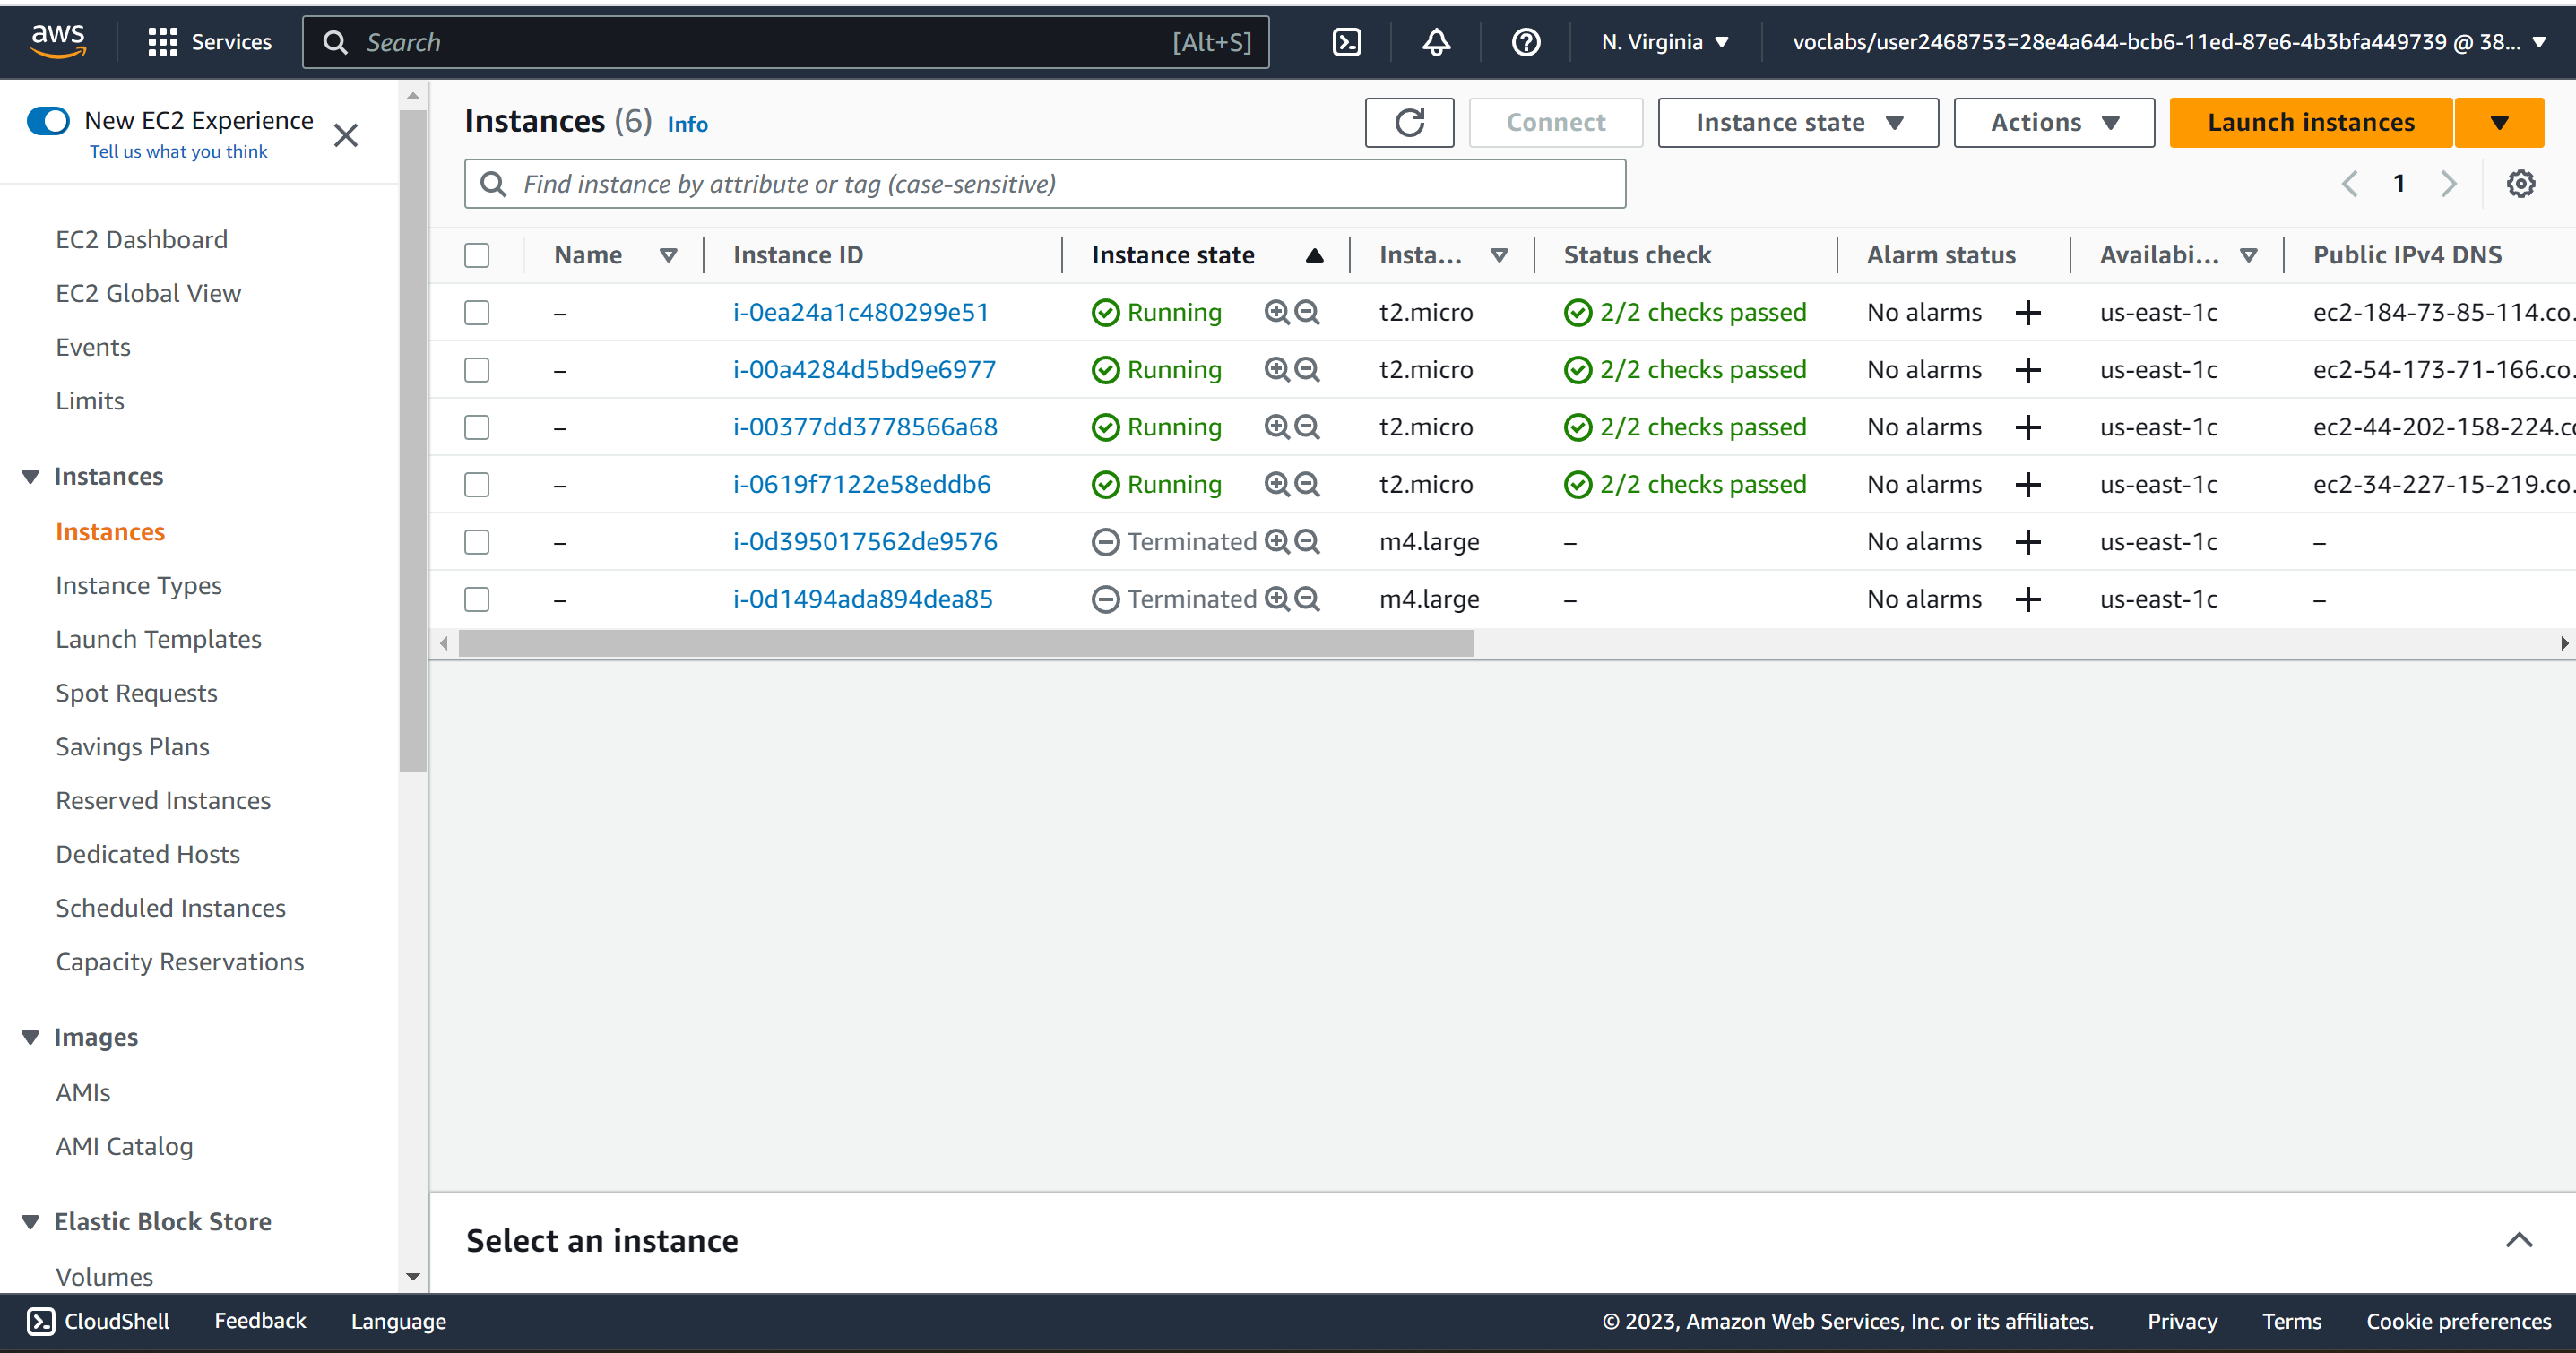 aws Services Search [Alt+S] N. Virginia voclabs/user2468753=28e4a644-bcb6-11ed-87e6-4b3bfa449739 @ 38...
New EC2 Experience
Tell us what you think
EC2 Dashboard
EC2 Global View
Events
Limits
Instances
Instances
Instance Types
Launch Templates
Spot Requests
Savings Plans
Reserved Instances
Dedicated Hosts
Scheduled Instances
Capacity Reservations
Images
AMIs
AMI Catalog
Elastic Block Store
Volumes
Instances (6) Info Connect Instance state Actions Launch instances
Find instance by attribute or tag (case-sensitive) 1
Name Instance ID Instance state Insta... Status check Alarm status Availabi... Public IPv4 DNS
– i-0ea24a1c480299e51 Running t2.micro 2/2 checks passed No alarms + us-east-1c ec2-184-73-85-114.co.
– i-00a4284d5bd9e6977 Running t2.micro 2/2 checks passed No alarms + us-east-1c ec2-54-173-71-166.co.
– i-00377dd3778566a68 Running t2.micro 2/2 checks passed No alarms + us-east-1c ec2-44-202-158-224.co
– i-0619f7122e58eddb6 Running t2.micro 2/2 checks passed No alarms + us-east-1c ec2-34-227-15-219.co.
– i-0d395017562de9576 Terminated m4.large – No alarms + us-east-1c –
– i-0d1494ada894dea85 Terminated m4.large – No alarms + us-east-1c –
Select an instance
CloudShell Feedback Language © 2023, Amazon Web Services, Inc. or its affiliates. Privacy Terms Cookie preferences